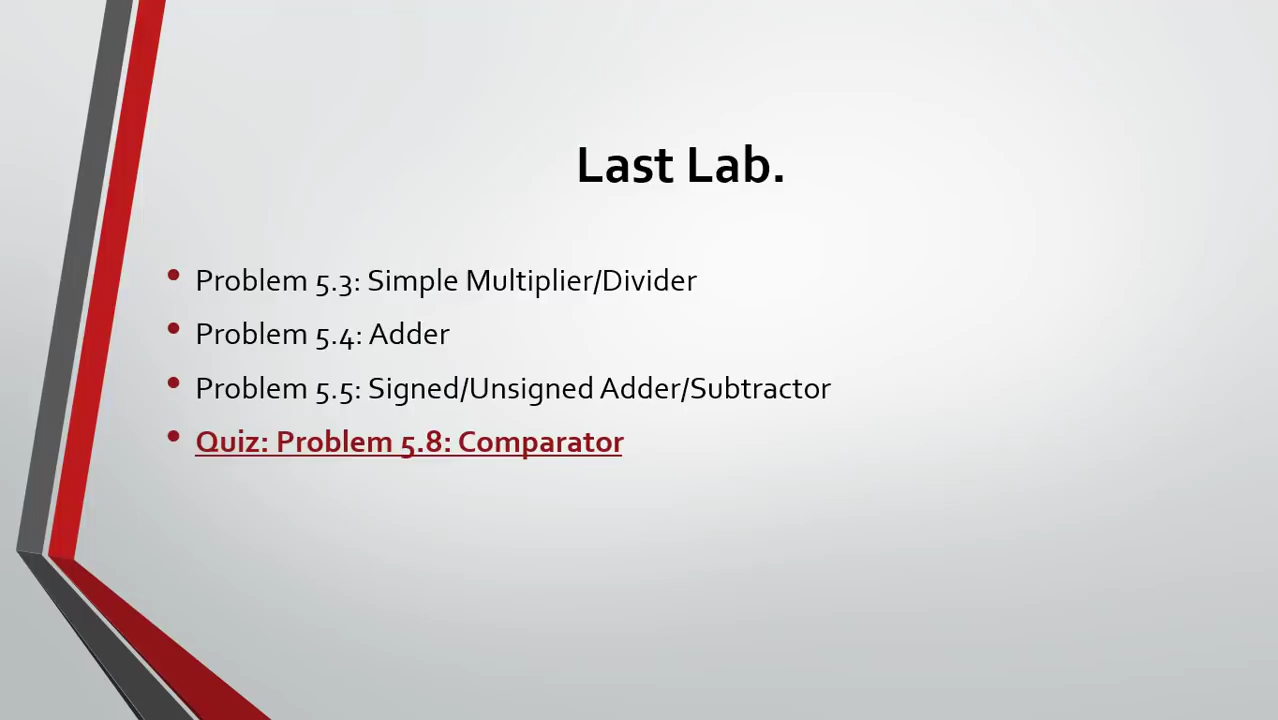 Last Lab.
• Problem 5.3: Simple Multiplier/Divider
• Problem 5.4: Adder
• Problem 5.5: Signed/Unsigned Adder/Subtractor
• Quiz: Problem 5.8: Comparator